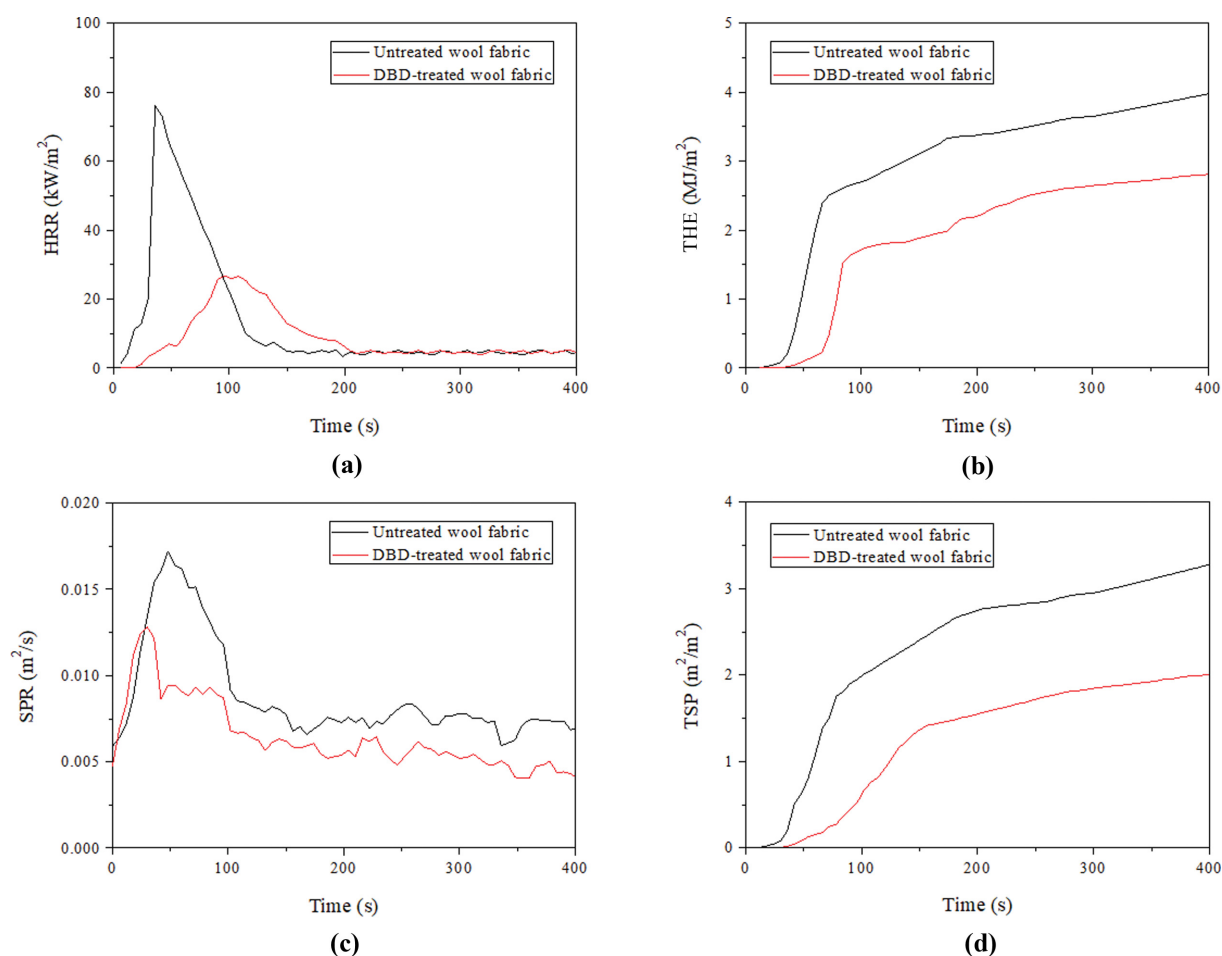 100
80
60
40
20
0
HRR (kW/m²)
Untreated wool fabric
DBD-treated wool fabric
0 100 200 300 400
Time (s)
(a)
5
4
3
2
1
0
THE (MJ/m²)
Untreated wool fabric
DBD-treated wool fabric
0 100 200 300 400
Time (s)
(b)
0.020
0.015
0.010
0.005
0.000
SPR (m²/s)
Untreated wool fabric
DBD-treated wool fabric
0 100 200 300 400
Time (s)
(c)
4
3
2
1
0
TSP (m²/m²)
Untreated wool fabric
DBD-treated wool fabric
0 100 200 300 400
Time (s)
(d)